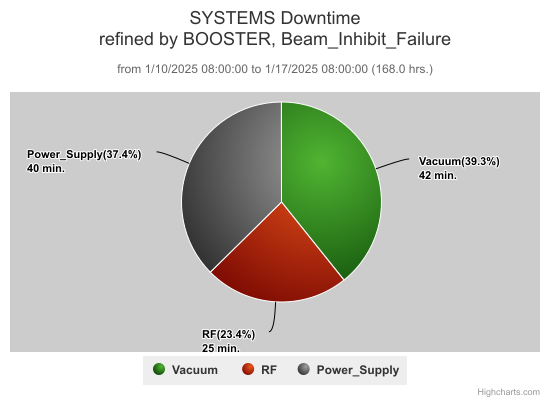 SYSTEMS Downtime
refined by BOOSTER, Beam_Inhibit_Failure
from 1/10/2025 08:00:00 to 1/17/2025 08:00:00 (168.0 hrs.)
Power_Supply(37.4%)
40 min.
Vacuum(39.3%)
42 min.
RF(23.4%)
25 min.
Vacuum RF Power_Supply
Highcharts.com